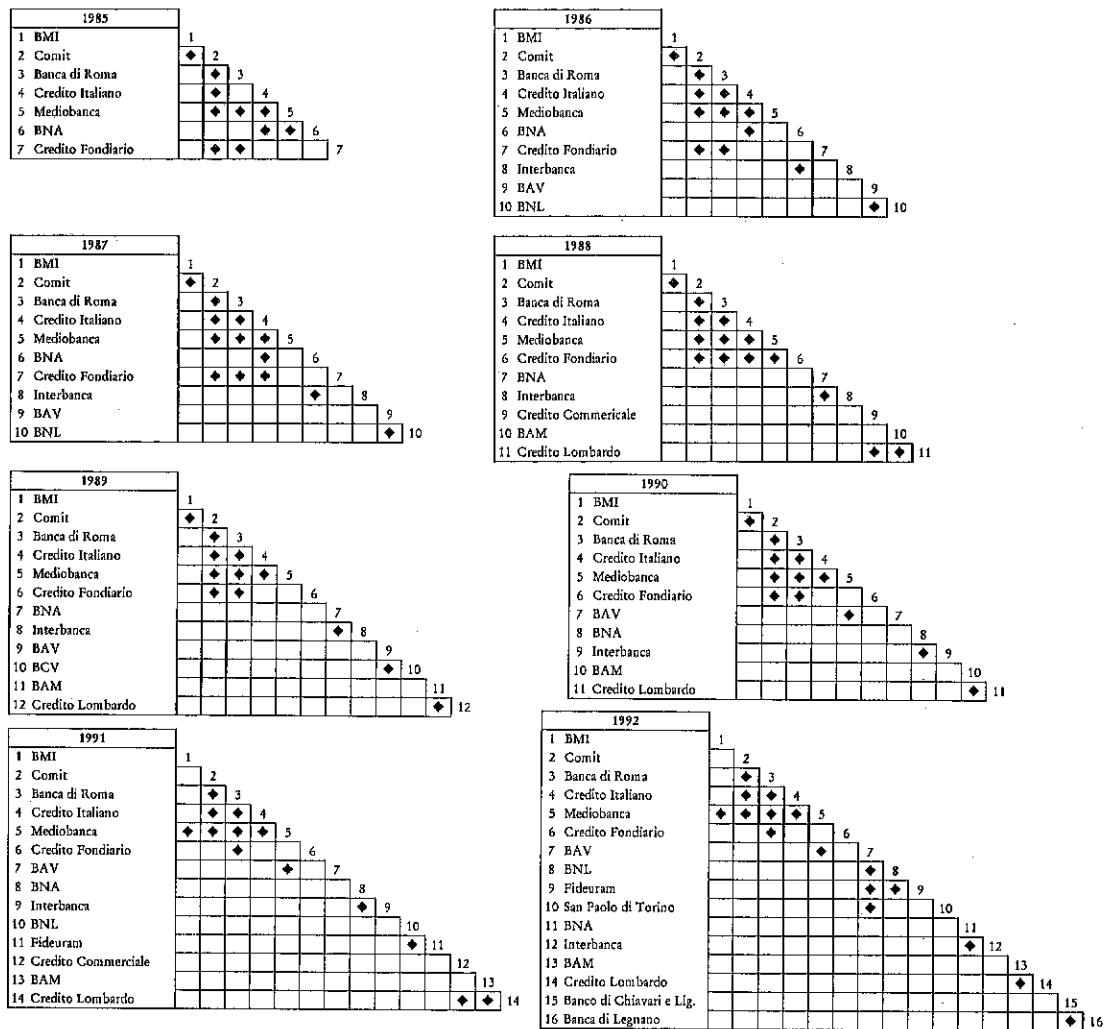 1985
1 BMI 1
2 Comit ◆ 2
3 Banca di Roma ◆ 3
4 Credito Italiano ◆ 4
5 Mediobanca ◆ ◆ ◆ 5
6 BNA ◆ ◆ 6
7 Credito Fondiario ◆ ◆ 7
1986
1 BMI 1
2 Comit ◆ 2
3 Banca di Roma ◆ 3
4 Credito Italiano ◆ ◆ 4
5 Mediobanca ◆ ◆ ◆ 5
6 BNA ◆ 6
7 Credito Fondiario ◆ ◆ 7
8 Interbanca ◆ 8
9 BAV 9
10 BNL ◆ 10
1987
1 BMI 1
2 Comit ◆ 2
3 Banca di Roma ◆ 3
4 Credito Italiano ◆ ◆ 4
5 Mediobanca ◆ ◆ ◆ 5
6 BNA ◆ 6
7 Credito Fondiario ◆ ◆ ◆ 7
8 Interbanca ◆ 8
9 BAV 9
10 BNL ◆ 10
1988
1 BMI 1
2 Comit ◆ 2
3 Banca di Roma ◆ 3
4 Credito Italiano ◆ ◆ 4
5 Mediobanca ◆ ◆ ◆ 5
6 Credito Fondiario ◆ ◆ ◆ ◆ 6
7 BNA 7
8 Interbanca ◆ 8
9 Credito Commericale 9
10 BAM 10
11 Credito Lombardo ◆ ◆ 11
1989
1 BMI 1
2 Comit ◆ 2
3 Banca di Roma ◆ 3
4 Credito Italiano ◆ ◆ 4
5 Mediobanca ◆ ◆ ◆ 5
6 Credito Fondiario ◆ ◆ 6
7 BNA 7
8 Interbanca ◆ 8
9 BAV 9
10 BCV ◆ 10
11 BAM 11
12 Credito Lombardo ◆ 12
1990
1 BMI 1
2 Comit ◆ 2
3 Banca di Roma ◆ 3
4 Credito Italiano ◆ ◆ 4
5 Mediobanca ◆ ◆ ◆ 5
6 Credito Fondiario ◆ ◆ 6
7 BAV ◆ 7
8 BNA 8
9 Interbanca ◆ 9
10 BAM 10
11 Credito Lombardo ◆ 11
1991
1 BMI 1
2 Comit 2
3 Banca di Roma ◆ 3
4 Credito Italiano ◆ ◆ 4
5 Mediobanca ◆ ◆ ◆ ◆ 5
6 Credito Fondiario ◆ 6
7 BAV ◆ 7
8 BNA 8
9 Interbanca ◆ 9
10 BNL 10
11 Fideuram ◆ 11
12 Credito Commerciale 12
13 BAM 13
14 Credito Lombardo ◆ ◆ 14
1992
1 BMI 1
2 Comit 2
3 Banca di Roma ◆ 3
4 Credito Italiano ◆ ◆ 4
5 Mediobanca ◆ ◆ ◆ ◆ 5
6 Credito Fondiario ◆ 6
7 BAV ◆ 7
8 BNL ◆ 8
9 Fideuram ◆ ◆ 9
10 San Paolo di Torino ◆ 10
11 BNA 11
12 Interbanca ◆ 12
13 BAM 13
14 Credito Lombardo ◆ 14
15 Banco di Chiavari e Lig. 15
16 Banca di Legnano ◆ 16